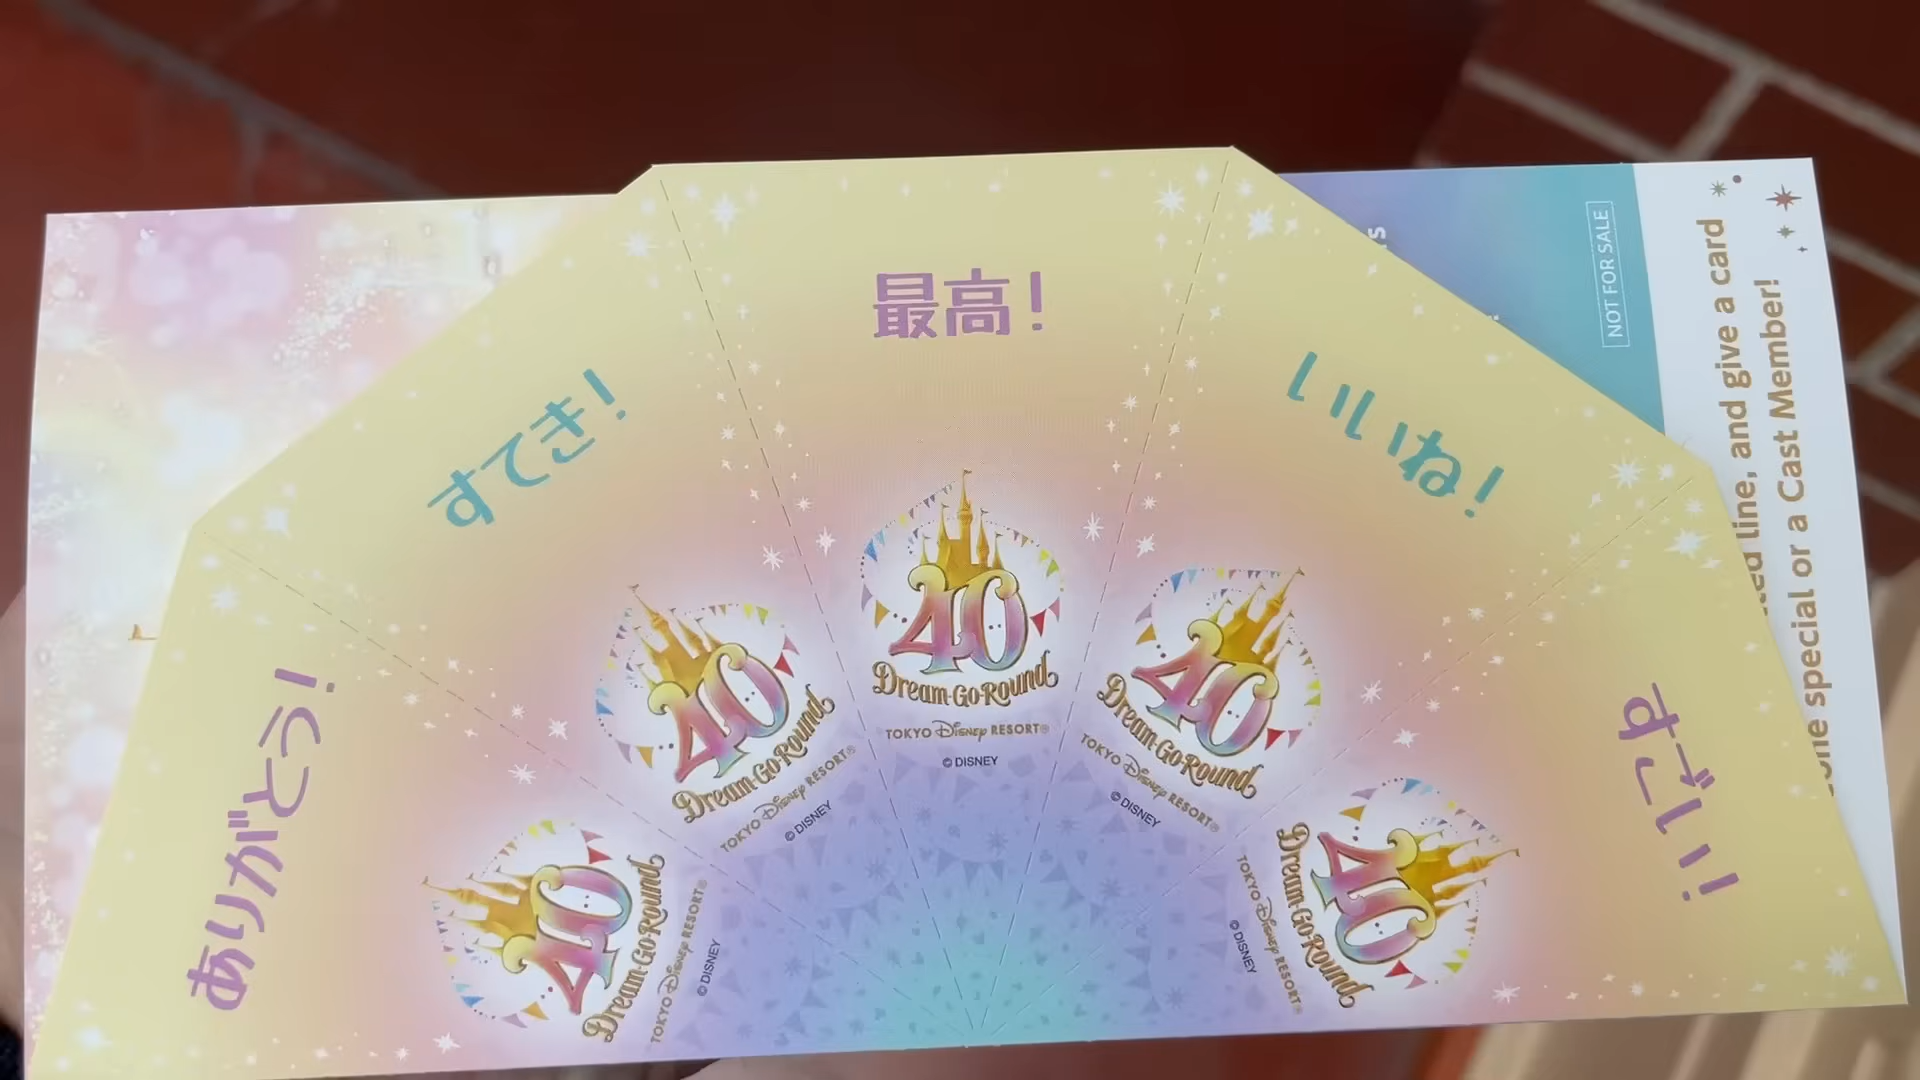 最高!
すてき!
いいね!
ありがとう!
すごい!
40
Dream-Go-Round
TOKYO Disney RESORT®
© DISNEY
40
Dream-Go-Round
TOKYO Disney RESORT®
© DISNEY
40
Dream-Go-Round
TOKYO Disney RESORT®
© DISNEY
40
Dream-Go-Round
TOKYO Disney RESORT®
© DISNEY
40
Dream-Go-Round
TOKYO Disney RESORT®
© DISNEY
NOT FOR SALE
line, and give a card
special or a Cast Member!